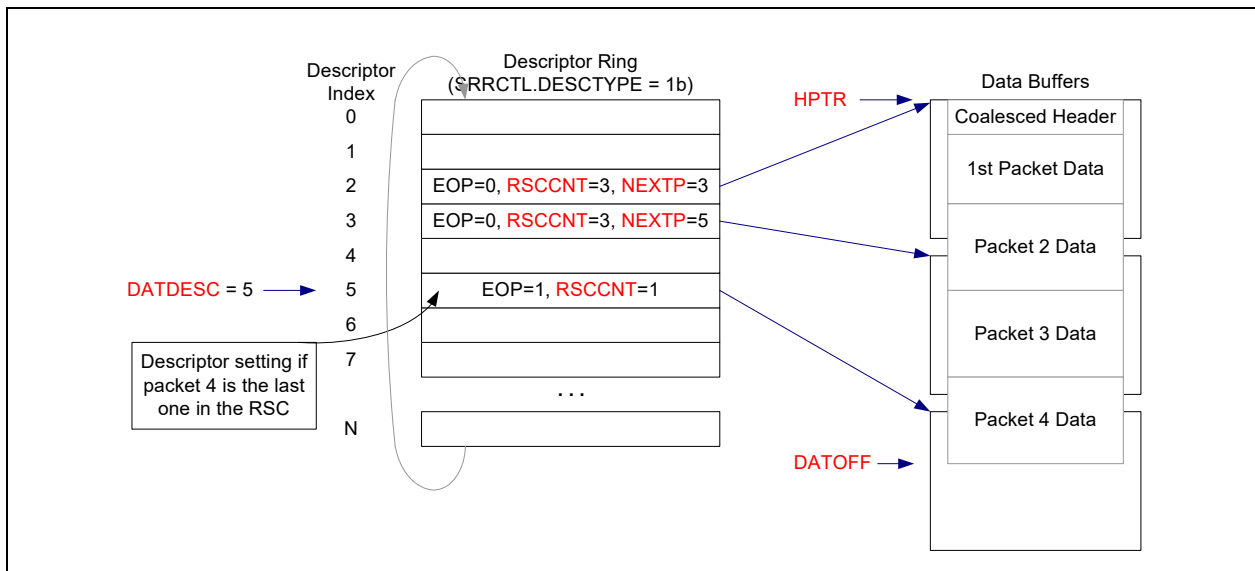 Descriptor
Index
Descriptor Ring
(SRRCTL.DESCTYPE = 1b)
Data Buffers
HPTR
0
Coalesced Header
1
1st Packet Data
2
EOP=0, RSCCNT=3, NEXTP=3
3
EOP=0, RSCCNT=3, NEXTP=5
4
Packet 2 Data
DATDESC = 5
5
EOP=1, RSCCNT=1
6
Packet 3 Data
7
Descriptor setting if
packet 4 is the last
one in the RSC
. . .
N
Packet 4 Data
DATOFF